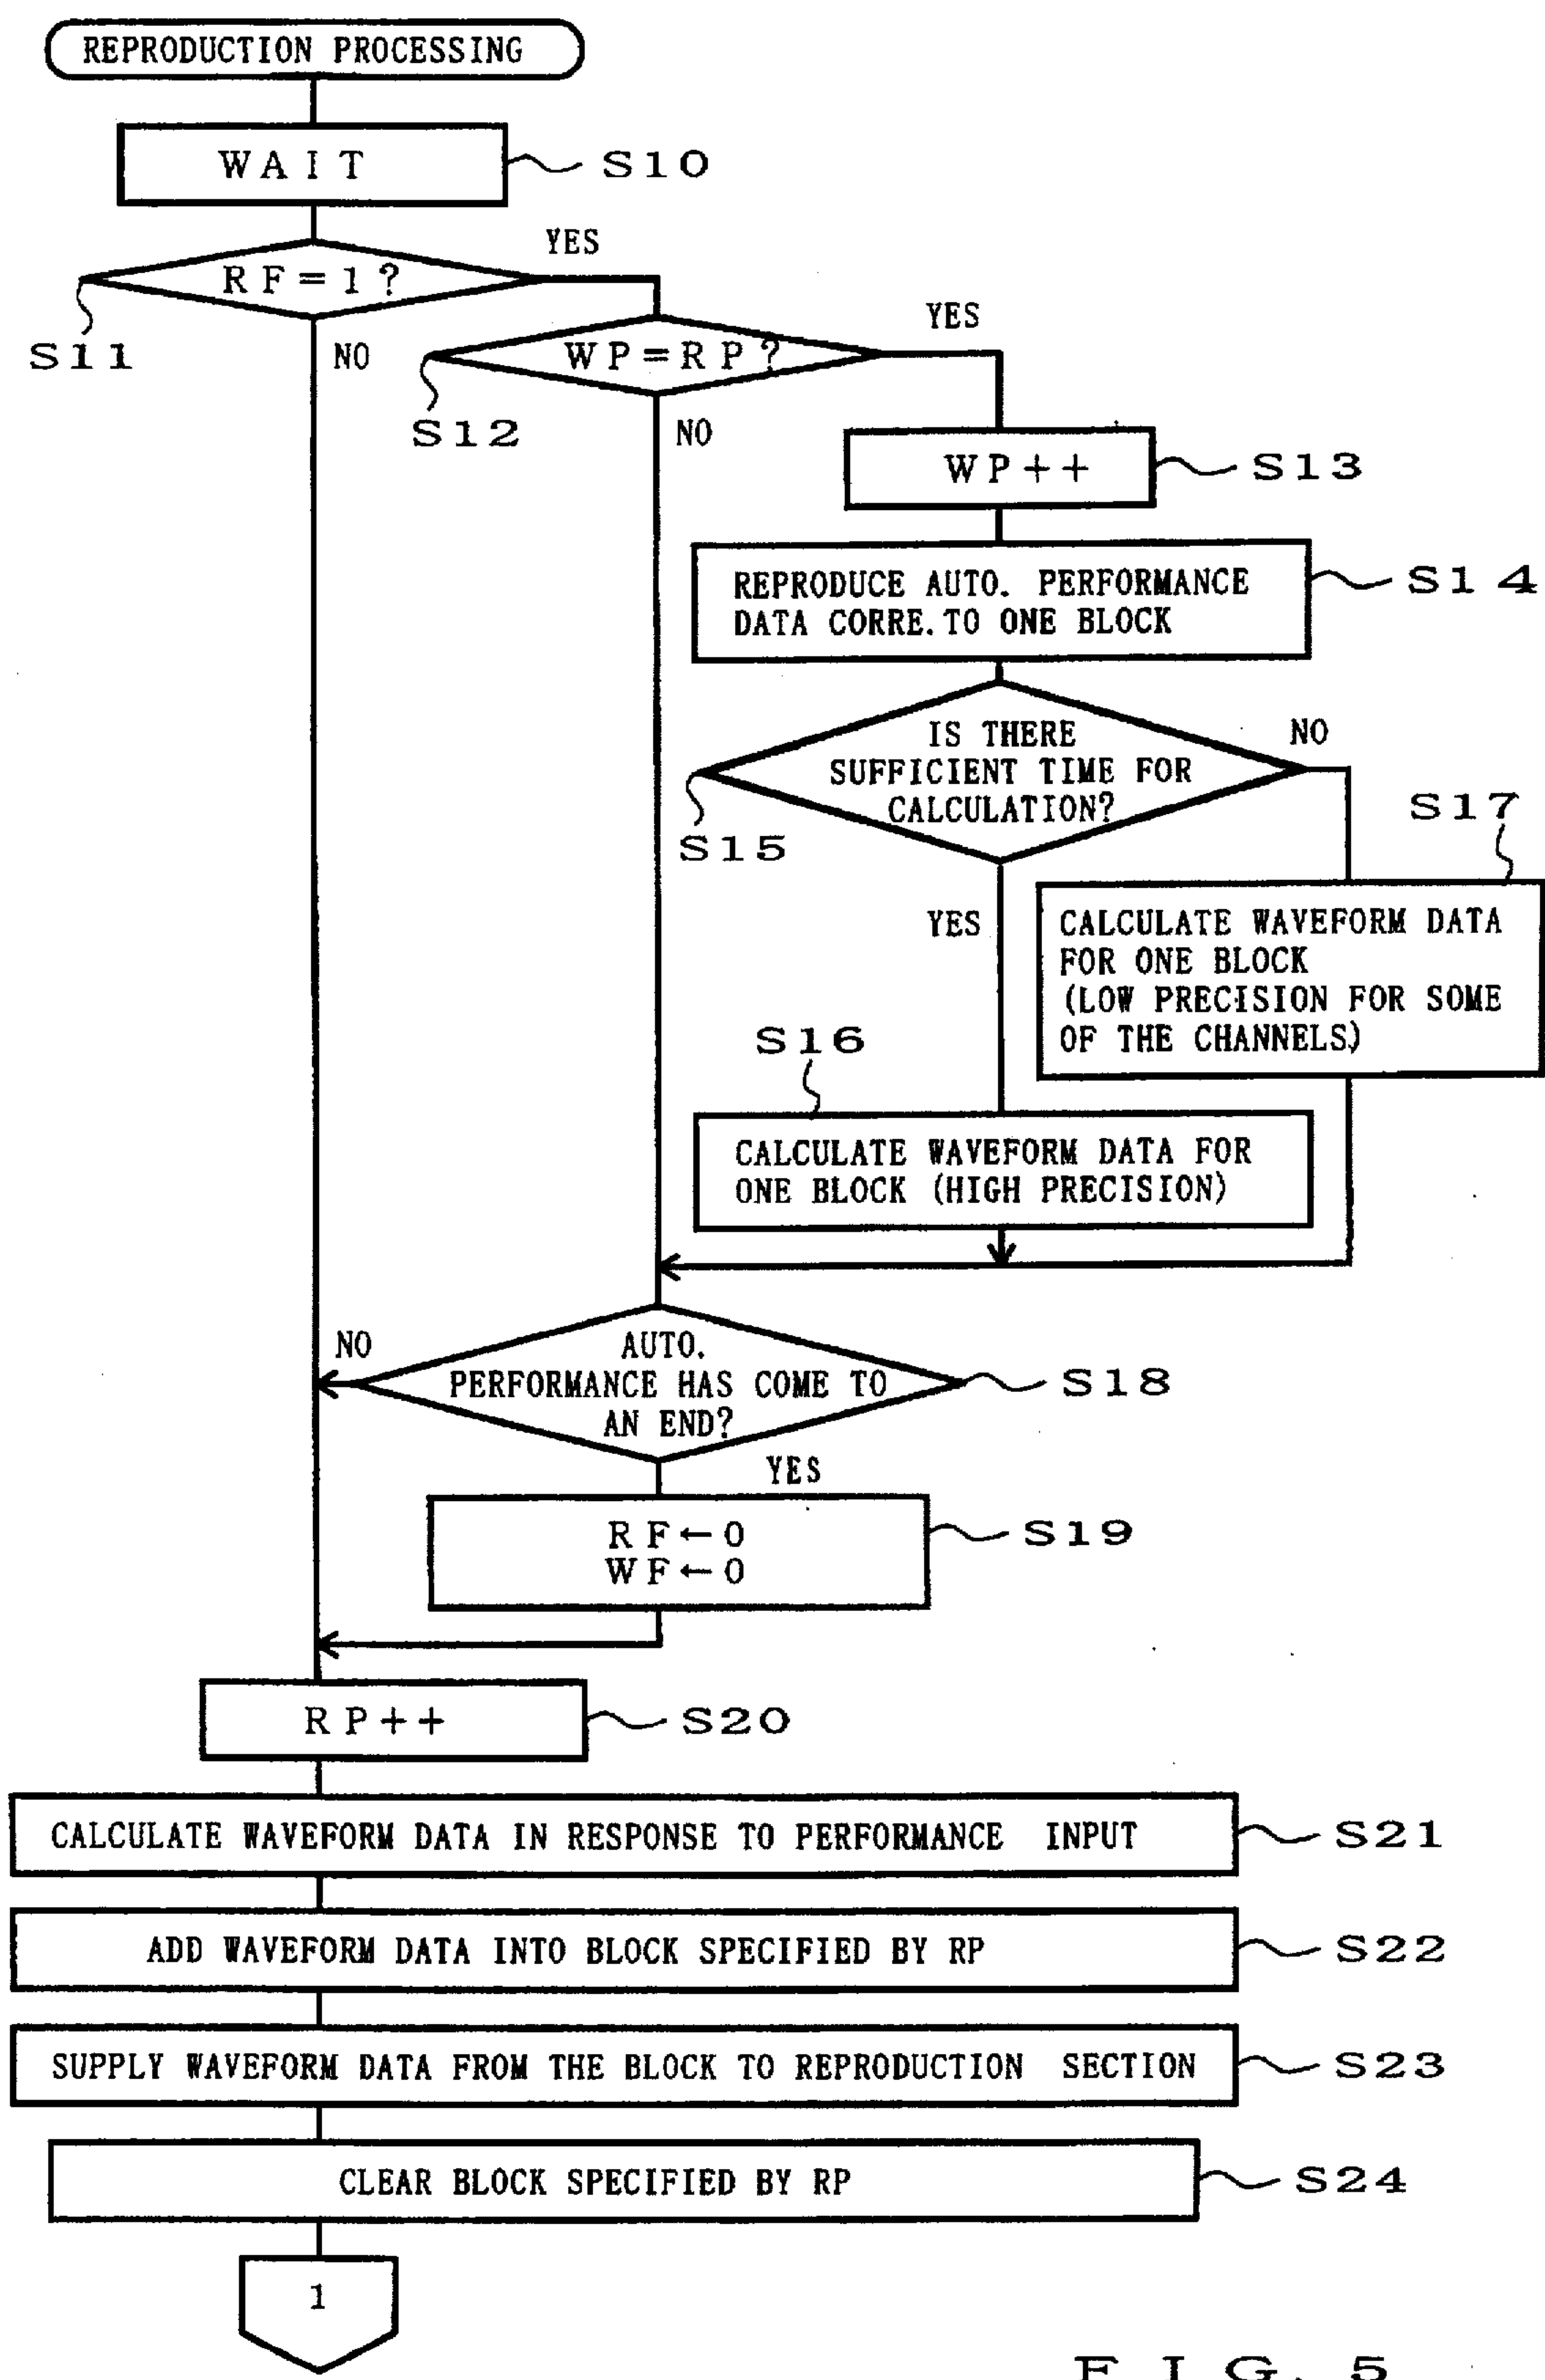 REPRODUCTION PROCESSING
WAIT
S10
RF=1?
YES
S11
NO
WP=RP?
YES
S12
NO
WP++
S13
REPRODUCE AUTO. PERFORMANCE
DATA CORRE. TO ONE BLOCK
S14
IS THERE
SUFFICIENT TIME FOR
CALCULATION?
NO
S15
YES
S17
CALCULATE WAVEFORM DATA
FOR ONE BLOCK
(LOW PRECISION FOR SOME
OF THE CHANNELS)
S16
CALCULATE WAVEFORM DATA FOR
ONE BLOCK (HIGH PRECISION)
NO
AUTO.
PERFORMANCE HAS COME TO
AN END?
S18
YES
RF←0
WF←0
S19
RP++
S20
CALCULATE WAVEFORM DATA IN RESPONSE TO PERFORMANCE INPUT
S21
ADD WAVEFORM DATA INTO BLOCK SPECIFIED BY RP
S22
SUPPLY WAVEFORM DATA FROM THE BLOCK TO REPRODUCTION SECTION
S23
CLEAR BLOCK SPECIFIED BY RP
S24
1
FIG. 5